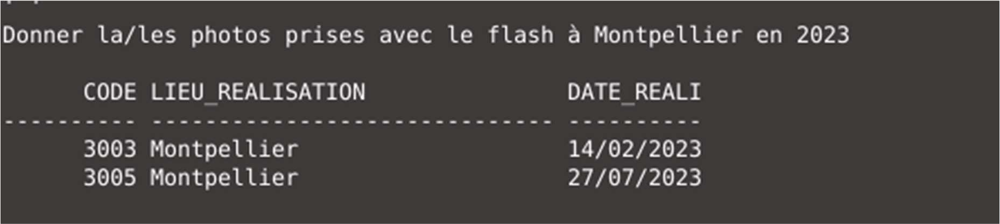 Donner la/les photos prises avec le flash à Montpellier en 2023
CODE LIEU_REALISATION DATE_REALI
---------- ------------------------------ ----------
3003 Montpellier 14/02/2023
3005 Montpellier 27/07/2023